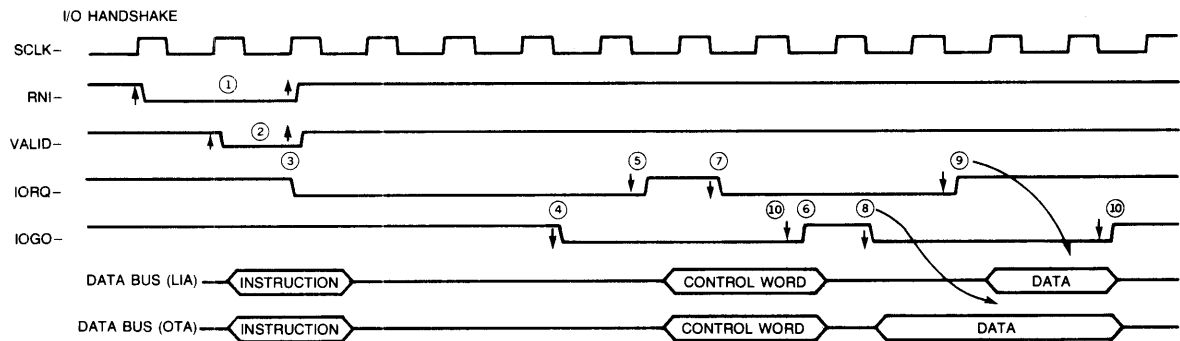 I/O HANDSHAKE
SCLK–
RNI– ①
VALID– ②
③ ⑤ ⑦ ⑨
IORQ–
④ ⑩ ⑥ ⑧ ⑩
IOGO–
DATA BUS (LIA) INSTRUCTION CONTROL WORD DATA
DATA BUS (OTA) INSTRUCTION CONTROL WORD DATA